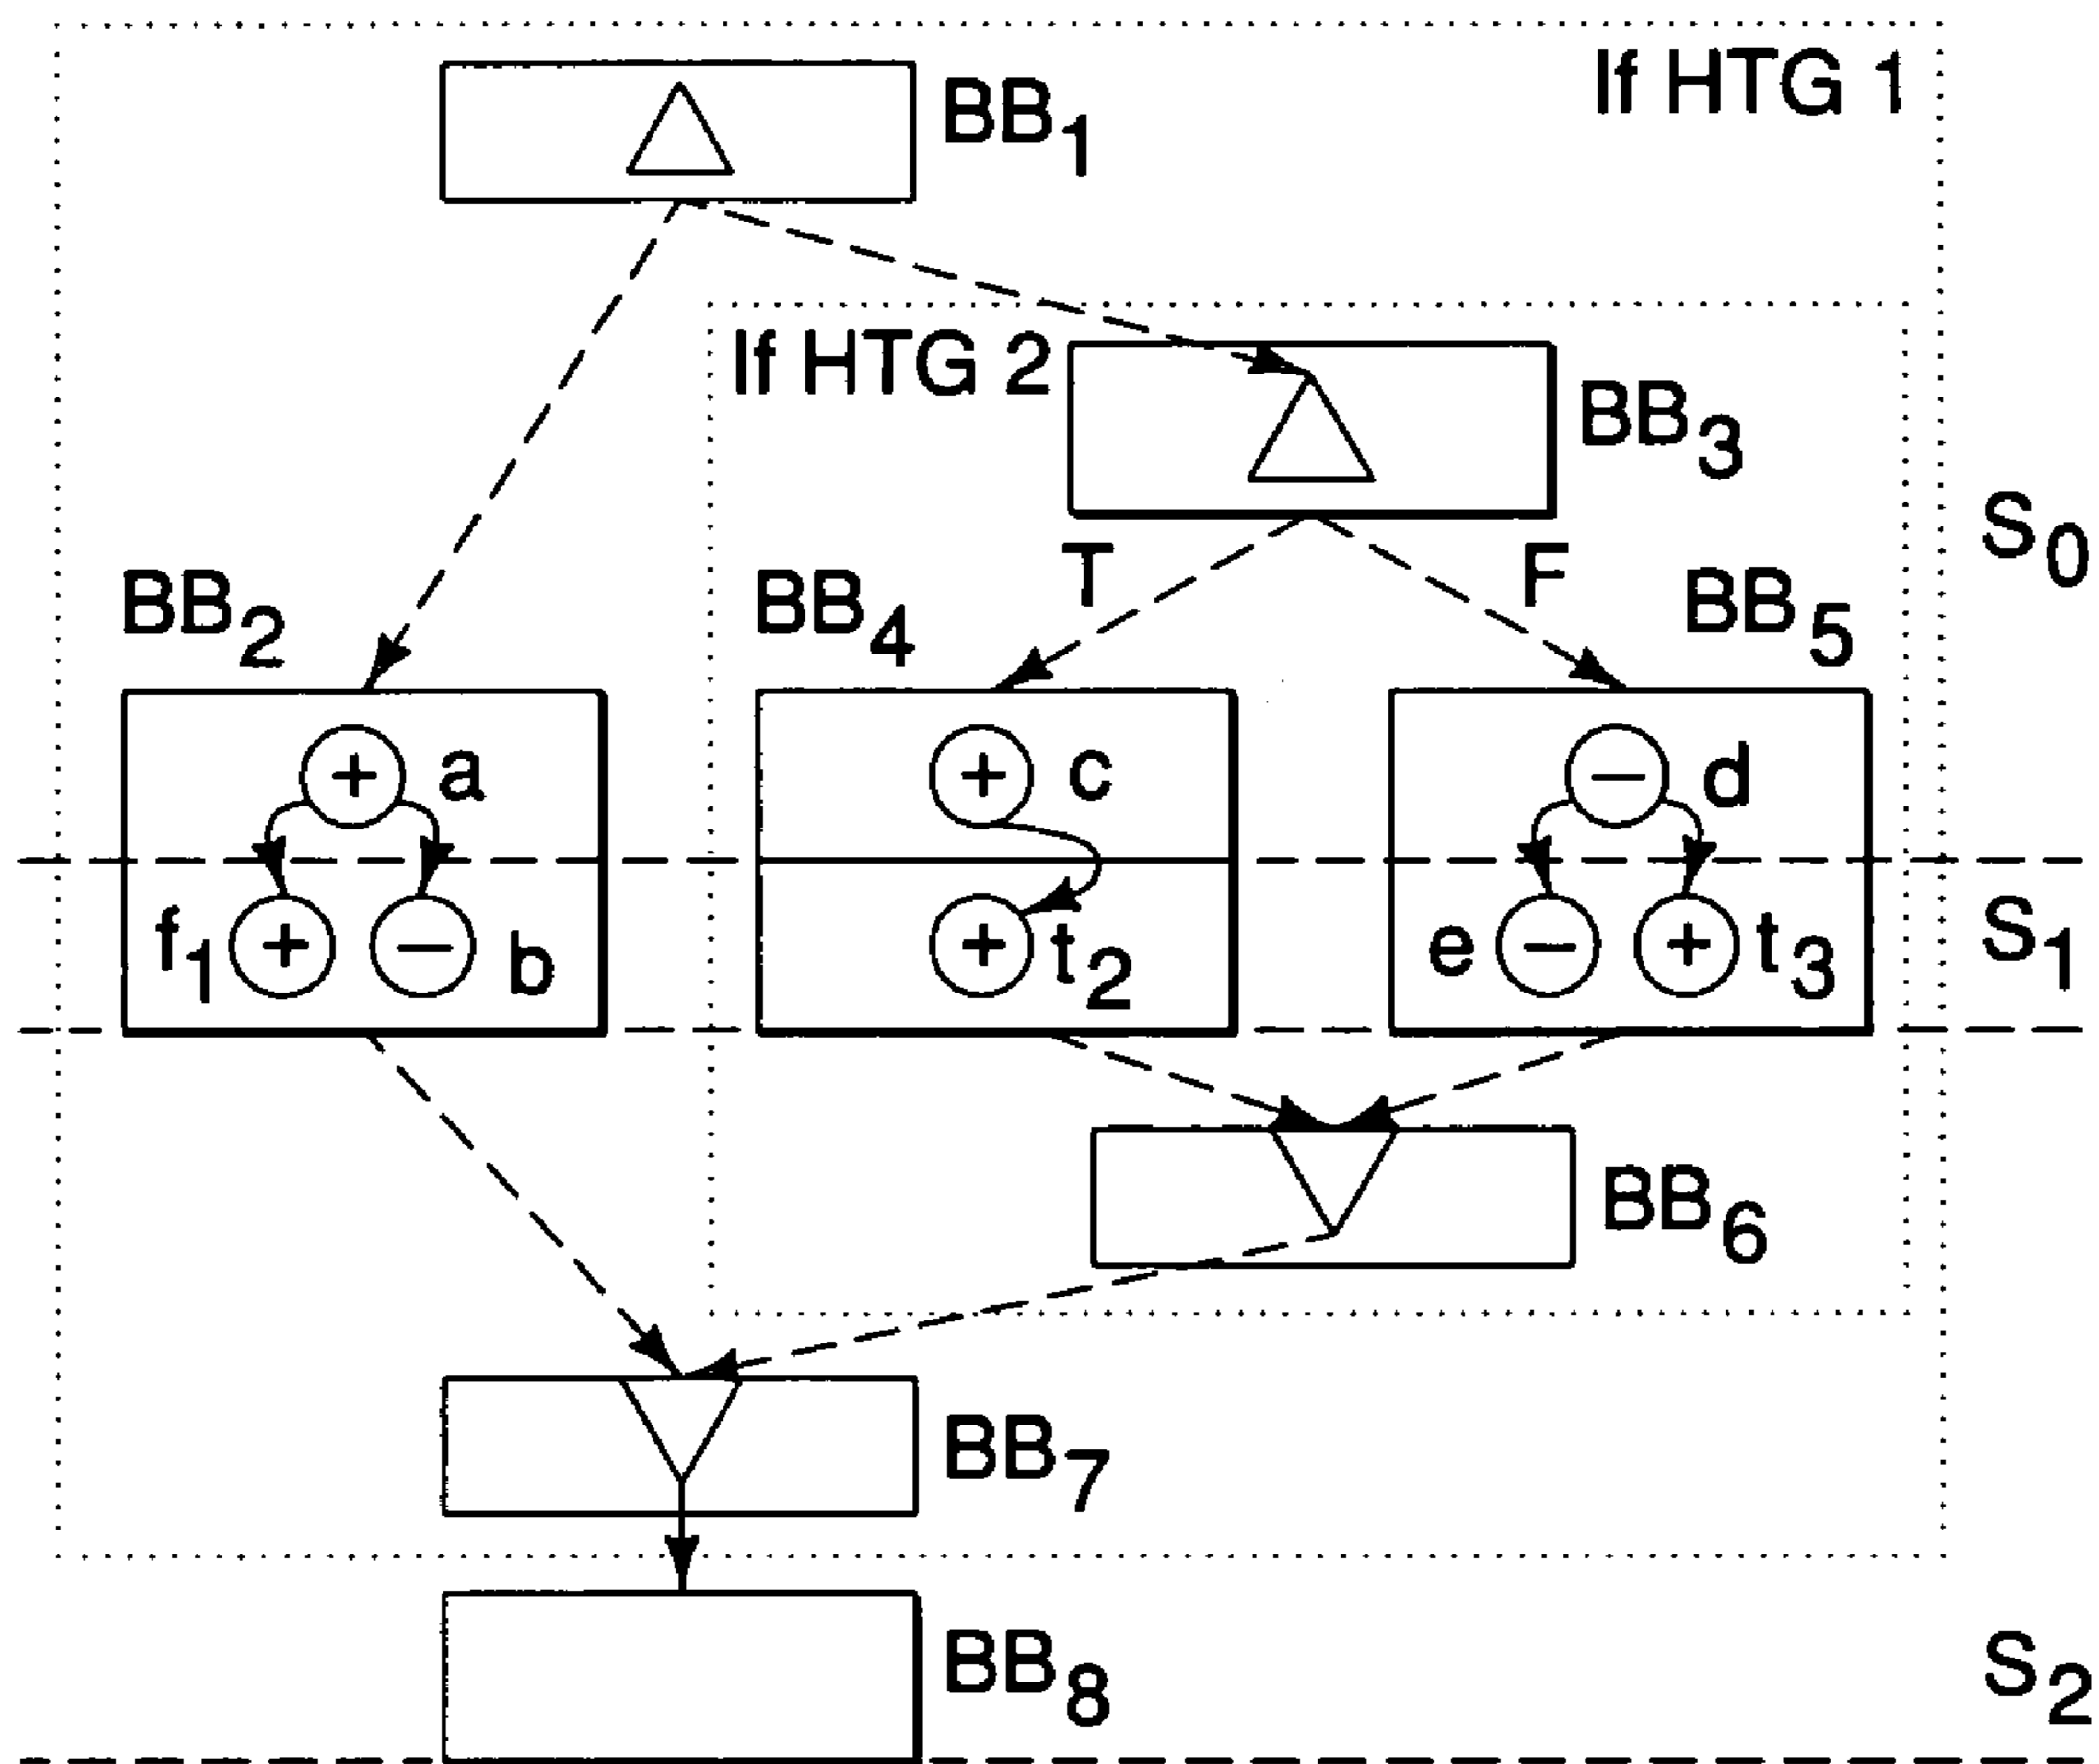 If HTG 1
BB1
If HTG 2
BB3
S0
T
F
BB2
BB4
BB5
+ a
+ c
− d
f1 + − b
+ t2
e − + t3
S1
BB6
BB7
BB8
S2